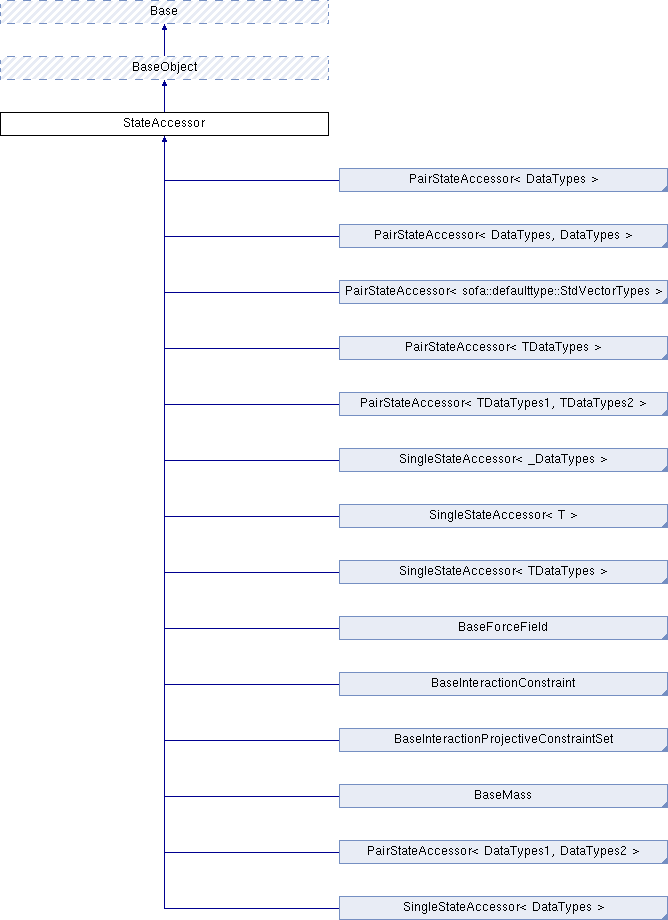 Base
BaseObject
StateAccessor
PairStateAccessor< DataTypes >
PairStateAccessor< DataTypes, DataTypes >
PairStateAccessor< sofa::defaulttype::StdVectorTypes >
PairStateAccessor< TDataTypes >
PairStateAccessor< TDataTypes1, TDataTypes2 >
SingleStateAccessor< _DataTypes >
SingleStateAccessor< T >
SingleStateAccessor< TDataTypes >
BaseForceField
BaseInteractionConstraint
BaseInteractionProjectiveConstraintSet
BaseMass
PairStateAccessor< DataTypes1, DataTypes2 >
SingleStateAccessor< DataTypes >